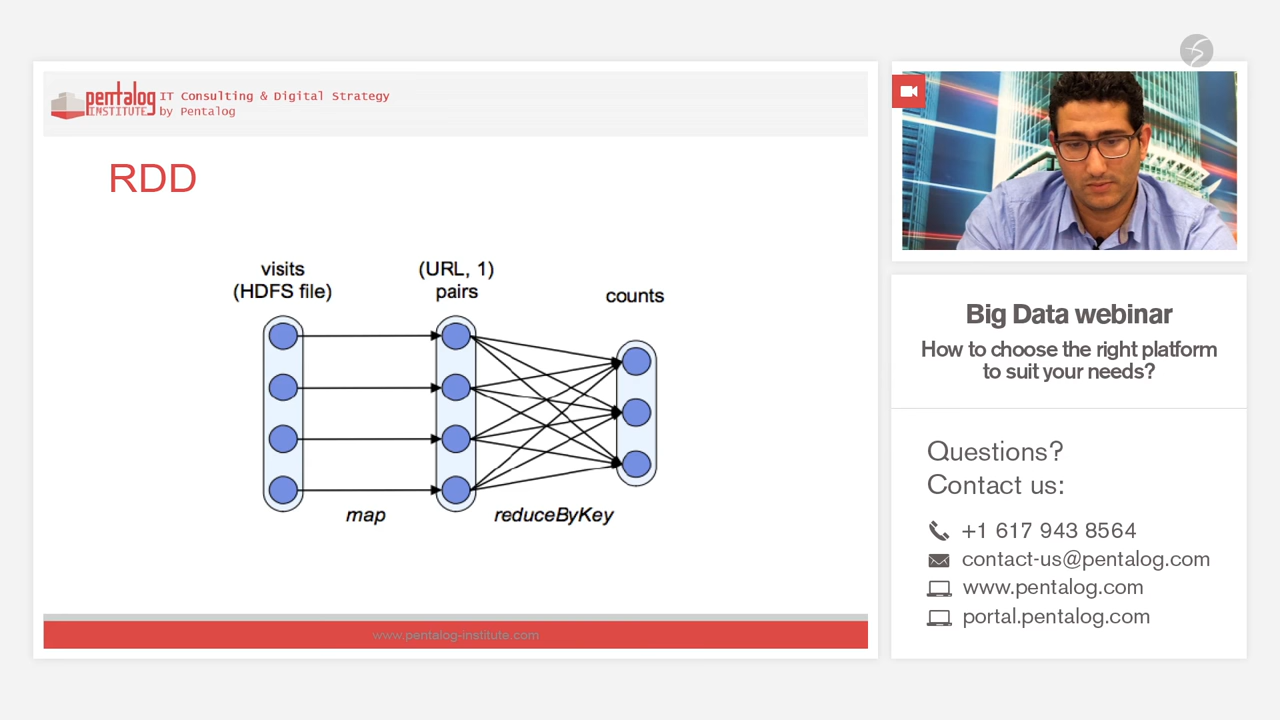 pentalog
INSTITUTE
IT Consulting & Digital Strategy
by Pentalog
RDD
visits
(HDFS file)
(URL, 1)
pairs
counts
map
reduceByKey
www.pentalog-institute.com
Big Data webinar
How to choose the right platform
to suit your needs?
Questions?
Contact us:
+1 617 943 8564
contact-us@pentalog.com
www.pentalog.com
portal.pentalog.com